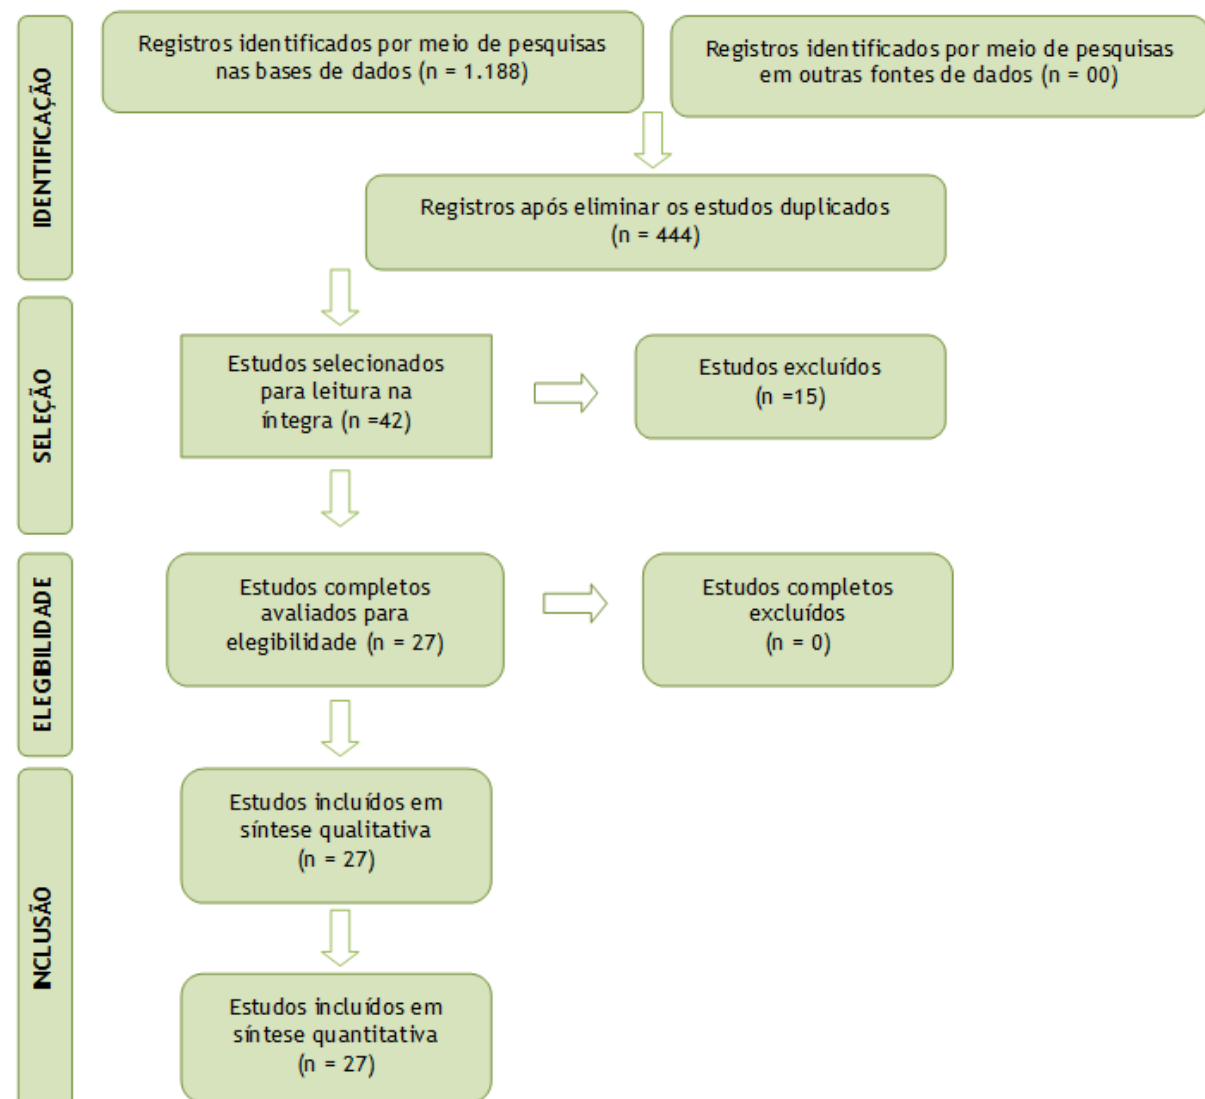 IDENTIFICAÇÃO
Registros identificados por meio de pesquisas
nas bases de dados (n = 1.188)
Registros identificados por meio de pesquisas
em outras fontes de dados (n = 00)
Registros após eliminar os estudos duplicados
(n = 444)
SELEÇÃO
Estudos selecionados
para leitura na
íntegra (n =42)
Estudos excluídos
(n =15)
ELEGIBILIDADE
Estudos completos
avaliados para
elegibilidade (n = 27)
Estudos completos
excluídos
(n = 0)
INCLUSÃO
Estudos incluídos em
síntese qualitativa
(n = 27)
Estudos incluídos em
síntese quantitativa
(n = 27)